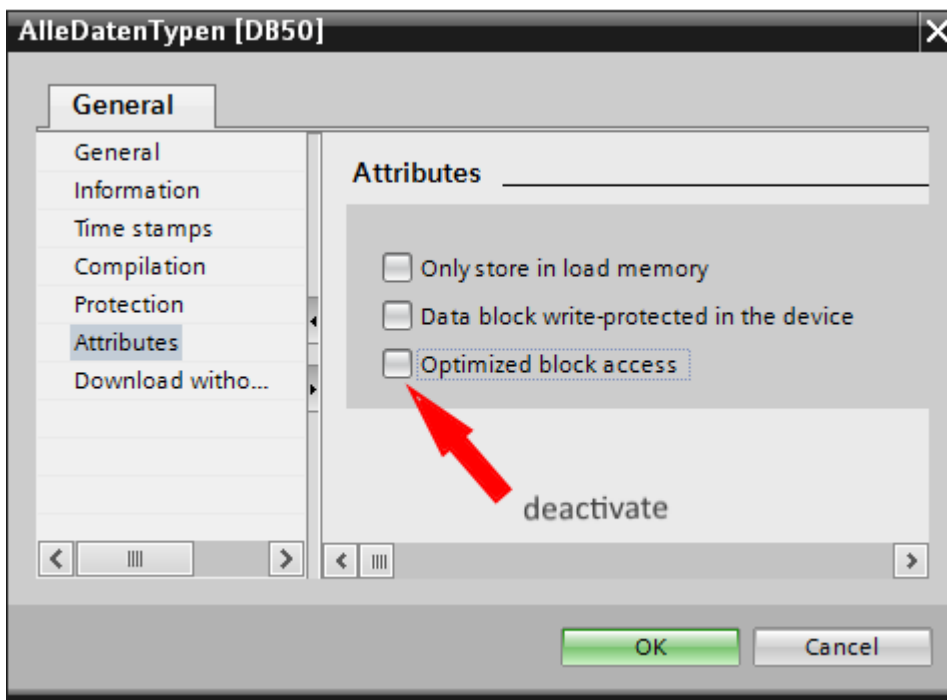 AlleDatenTypen [DB50]
General
General
Information
Time stamps
Compilation
Protection
Attributes
Download witho...
Attributes
Only store in load memory
Data block write-protected in the device
Optimized block access
deactivate
OK
Cancel